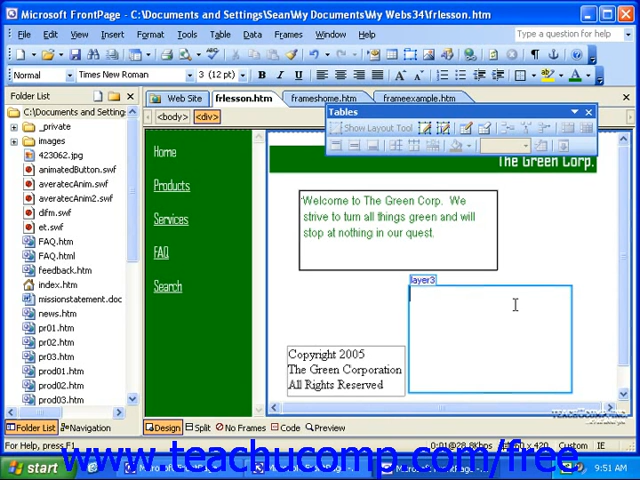 Microsoft FrontPage - C:\Documents and Settings\Sean\My Documents\My Webs34\frlesson.htm
File Edit View Insert Format Tools Table Data Frames Window Help Type a question for help
Normal Times New Roman 3 (12 pt) B I U
Folder List Web Site frlesson.htm frameshome.htm frameexample.htm
C:\Documents and Setting: <body> <div> Tables
_private
Show Layout Tool
images
423062.jpg
animatedButton.swf
averatecAnim.swf
averatecAnim2.swf
difm.swf
et.swf
FAQ.htm
FAQ.html
feedback.htm
index.htm
missionstatement.doc
news.htm
pr01.htm
pr02.htm
pr03.htm
prod01.htm
prod02.htm
prod03.htm
Home
Products
Services
FAQ
Search
The Green Corp.
Welcome to The Green Corp. We
strive to turn all things green and will
stop at nothing in our quest.
layer3
Copyright 2005
The Green Corporation
All Rights Reserved
Folder List Navigation Design Split No Frames Code Preview
For Help, press F1 0:01@28.8Kbps Custom IE
www.teachucomp.com/free
start 9:51 AM